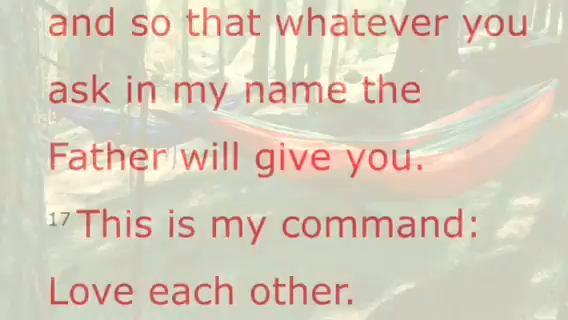 and so that whatever you
ask in my name the
Father will give you.
17 This is my command:
Love each other.